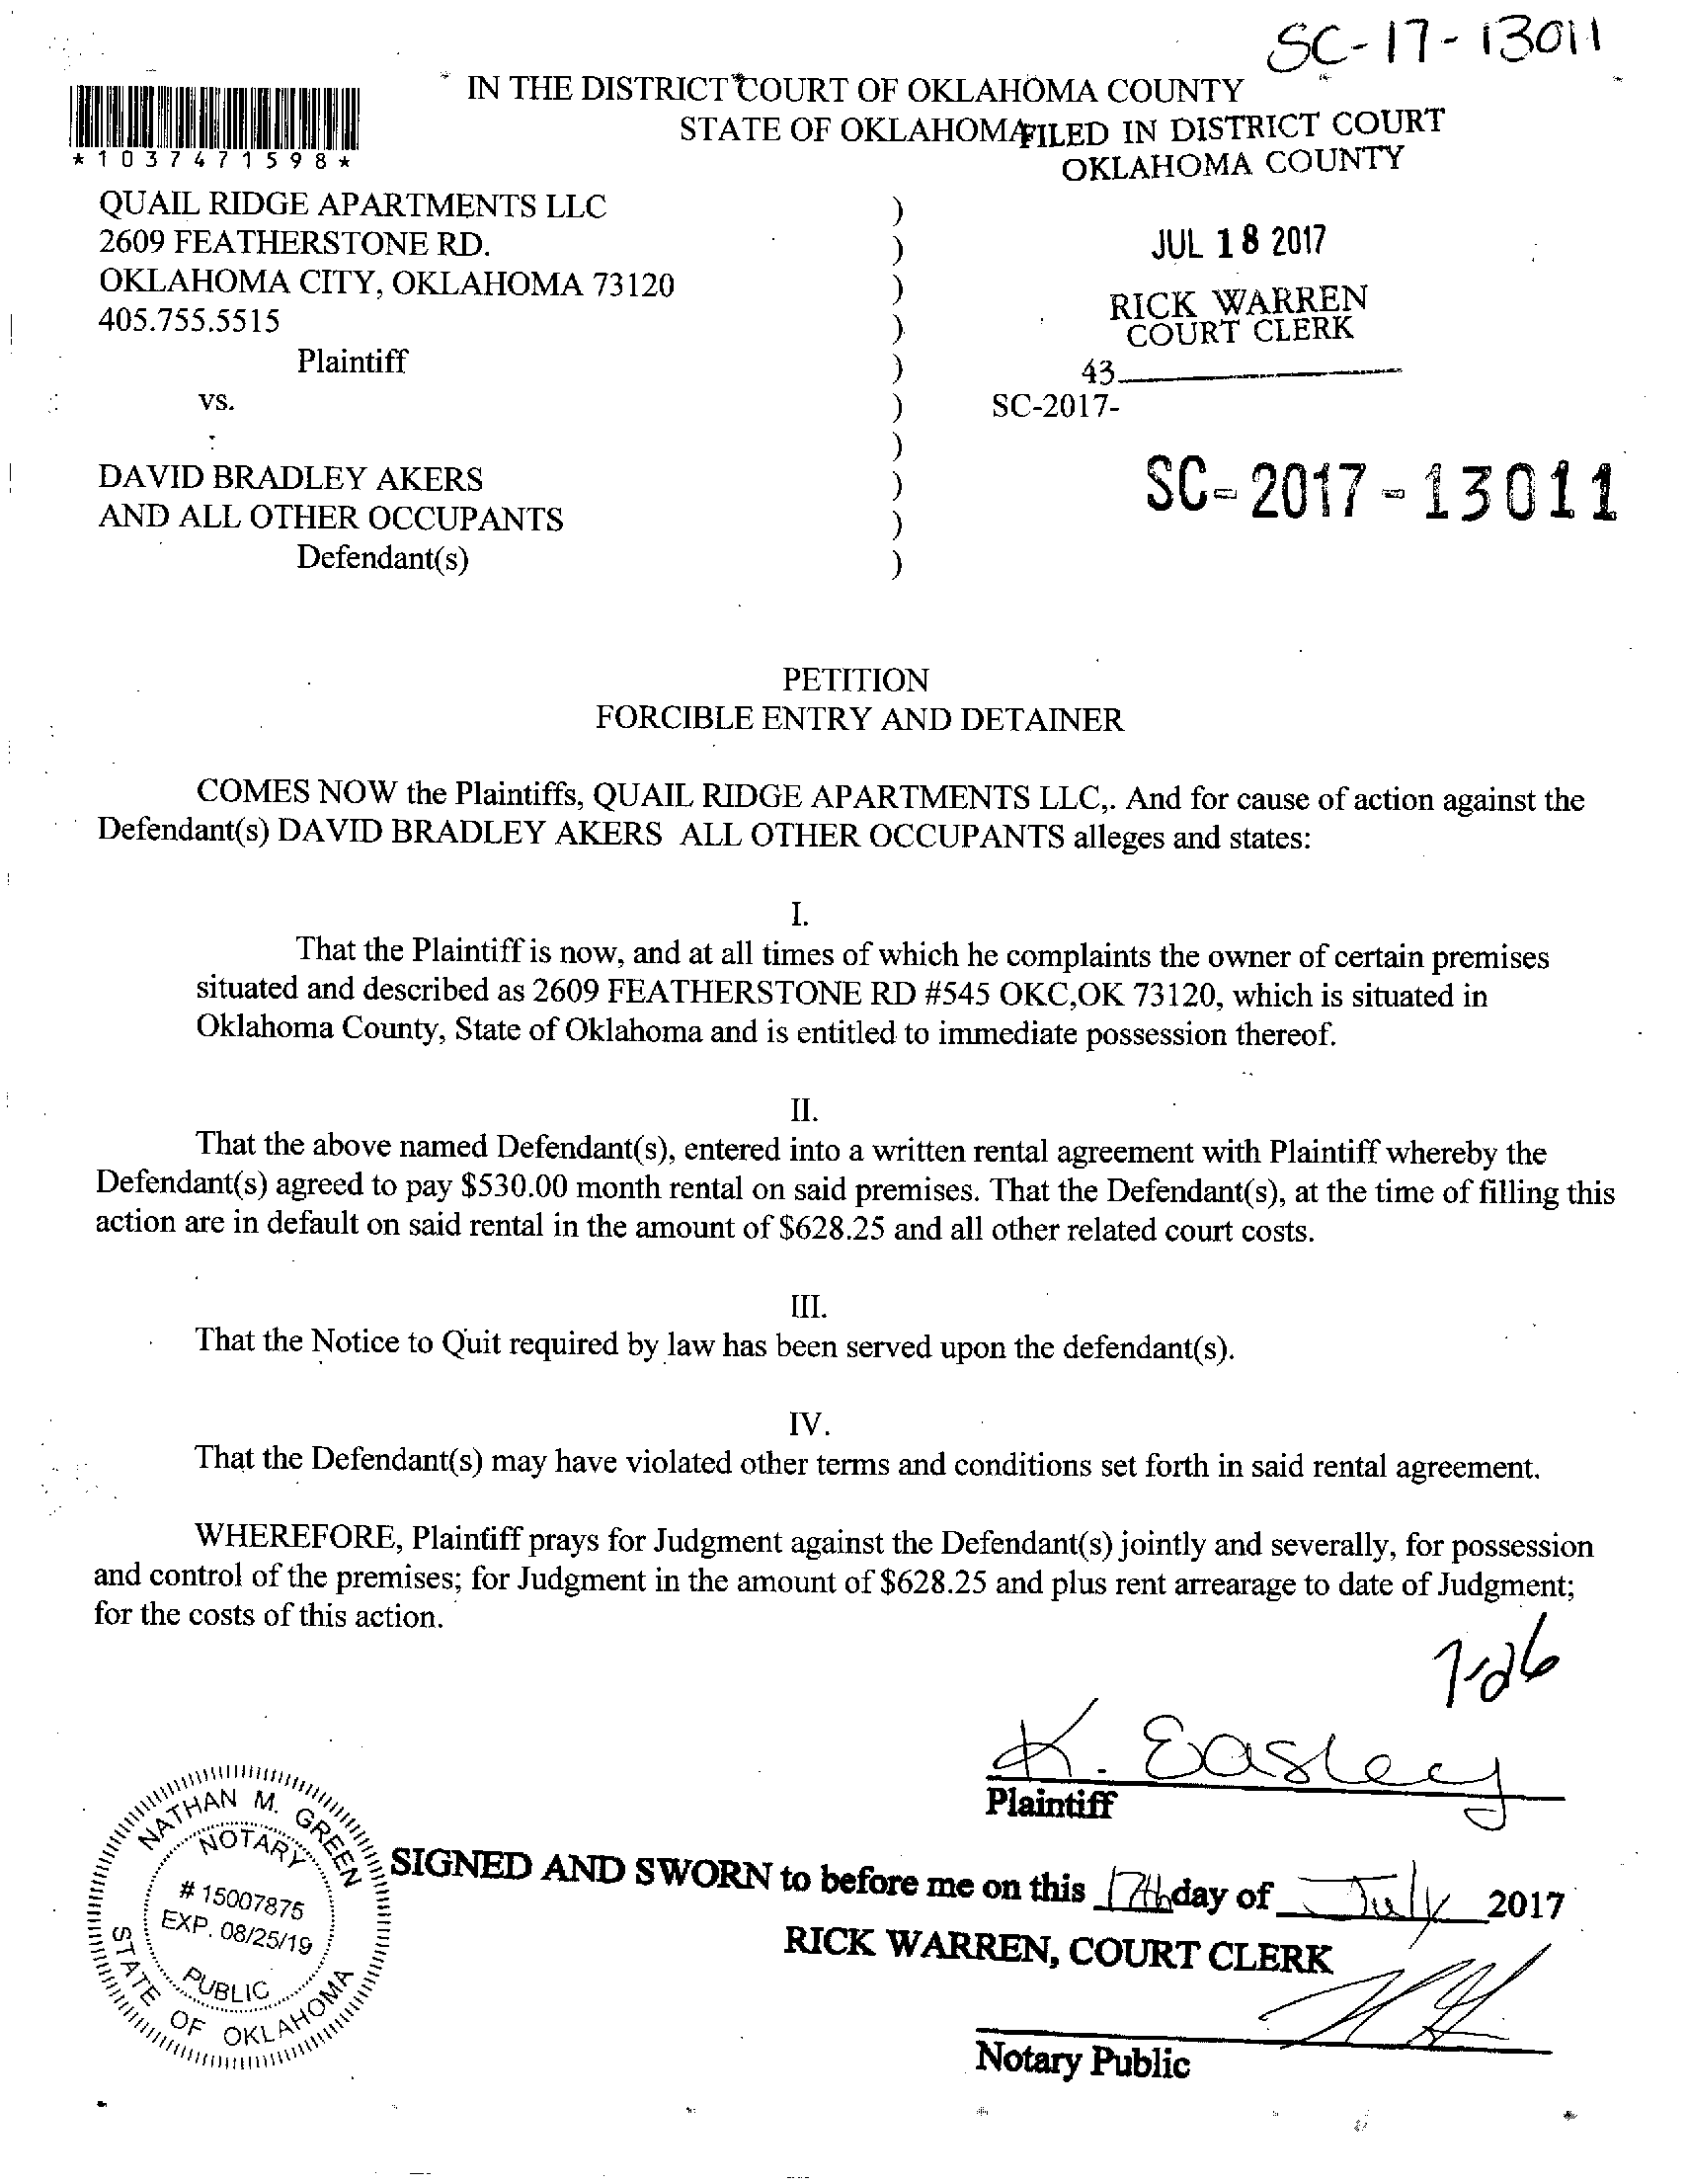 SC-17-13011
IN THE DISTRICT COURT OF OKLAHOMA COUNTY
STATE OF OKLAHOMA
FILED IN DISTRICT COURT
OKLAHOMA COUNTY
*1037471598*
QUAIL RIDGE APARTMENTS LLC )
2609 FEATHERSTONE RD. )
JUL 18 2017
OKLAHOMA CITY, OKLAHOMA 73120 )
RICK WARREN
405.755.5515 )
COURT CLERK
Plaintiff )
43
vs. ) SC-2017-
)
DAVID BRADLEY AKERS )
SC-2017-13011
AND ALL OTHER OCCUPANTS )
Defendant(s) )
PETITION
FORCIBLE ENTRY AND DETAINER
COMES NOW the Plaintiffs, QUAIL RIDGE APARTMENTS LLC,. And for cause of action against the
Defendant(s) DAVID BRADLEY AKERS ALL OTHER OCCUPANTS alleges and states:
I.
That the Plaintiff is now, and at all times of which he complaints the owner of certain premises
situated and described as 2609 FEATHERSTONE RD #545 OKC,OK 73120, which is situated in
Oklahoma County, State of Oklahoma and is entitled to immediate possession thereof.
II.
That the above named Defendant(s), entered into a written rental agreement with Plaintiff whereby the
Defendant(s) agreed to pay $530.00 month rental on said premises. That the Defendant(s), at the time of filling this
action are in default on said rental in the amount of $628.25 and all other related court costs.
III.
That the Notice to Quit required by law has been served upon the defendant(s).
IV.
That the Defendant(s) may have violated other terms and conditions set forth in said rental agreement.
WHEREFORE, Plaintiff prays for Judgment against the Defendant(s) jointly and severally, for possession
and control of the premises; for Judgment in the amount of $628.25 and plus rent arrearage to date of Judgment;
for the costs of this action.
7-26
K. Easley
Plaintiff
NATHAN M. GREEN
NOTARY
# 15007875
EXP. 08/25/19
PUBLIC
STATE OF OKLAHOMA
SIGNED AND SWORN to before me on this 17th day of July 2017
RICK WARREN, COURT CLERK
Notary Public